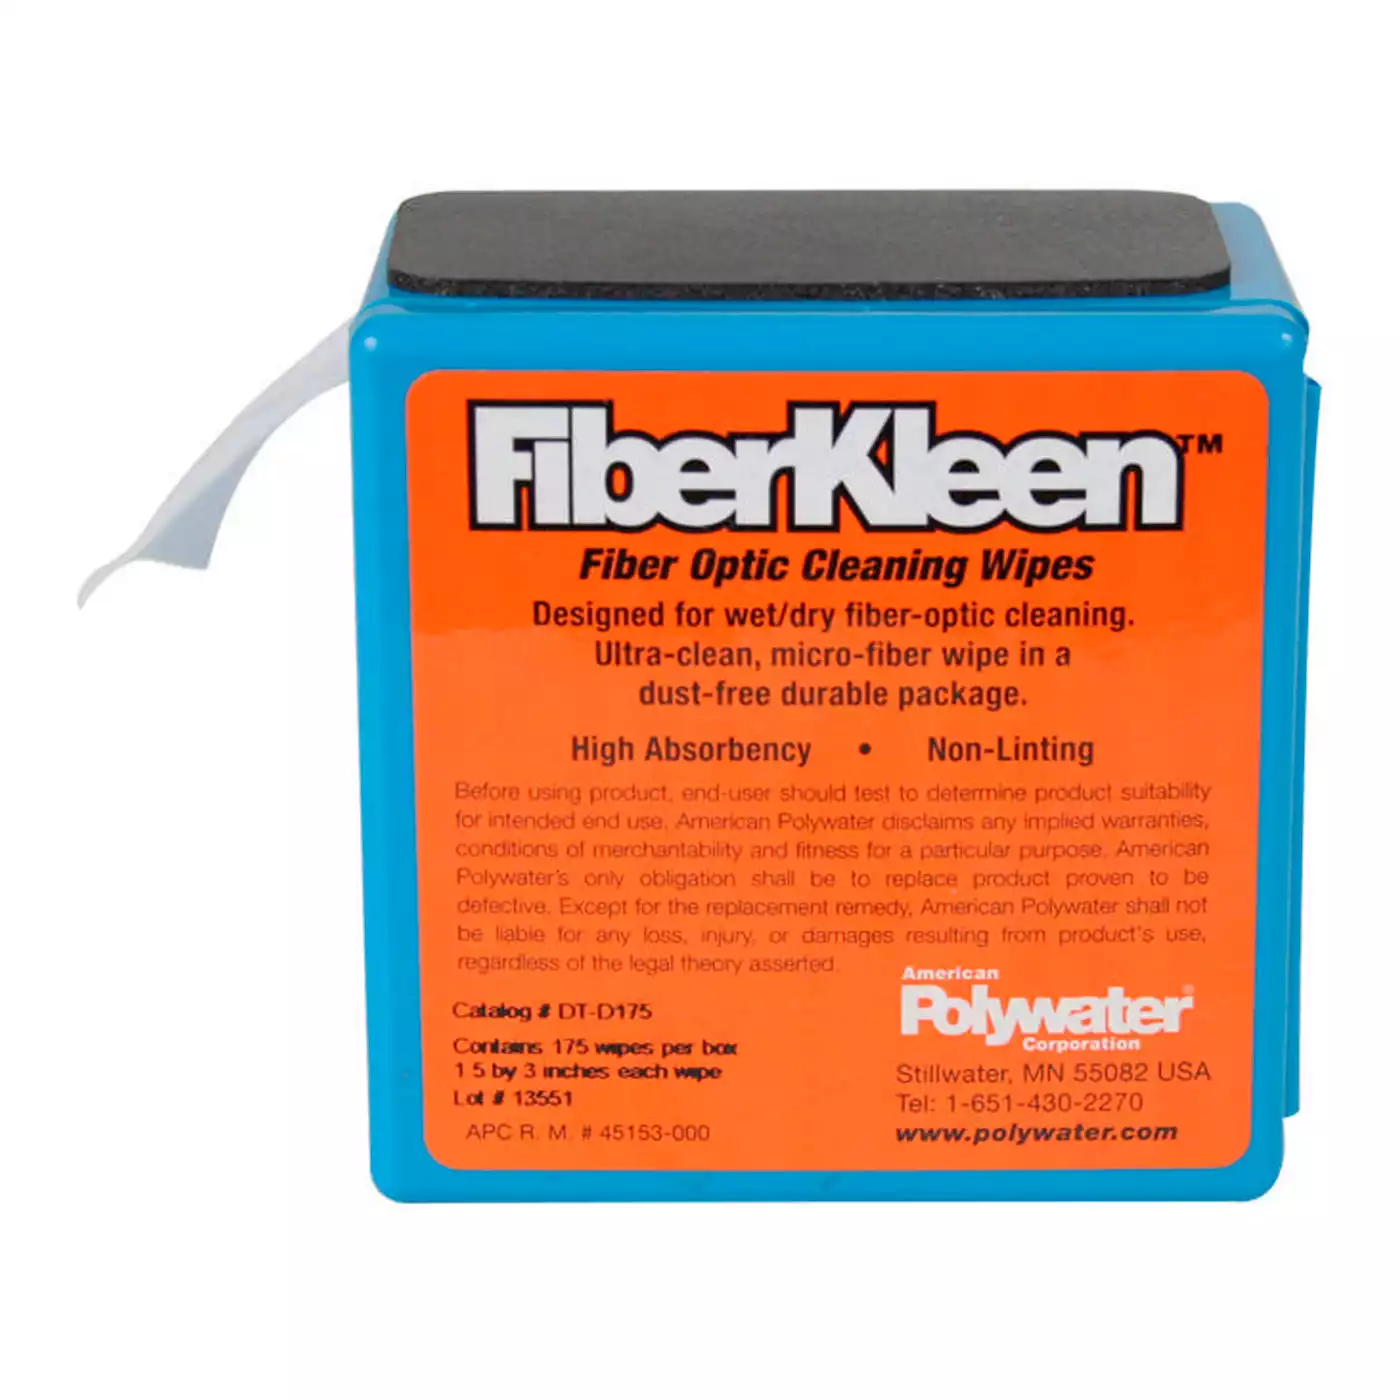 FiberKleen™
Fiber Optic Cleaning Wipes
Designed for wet/dry fiber-optic cleaning.
Ultra-clean, micro-fiber wipe in a
dust-free durable package.
High Absorbency • Non-Linting
Before using product, end-user should test to determine product suitability
for intended end use. American Polywater disclaims any implied warranties,
conditions of merchantability and fitness for a particular purpose. American
Polywater's only obligation shall be to replace product proven to be
defective. Except for the replacement remedy, American Polywater shall not
be liable for any loss, injury, or damages resulting from product's use,
regardless of the legal theory asserted.
Catalog # DT-D175
Contains 175 wipes per box
1 5 by 3 inches each wipe
Lot # 13551
APC R. M. # 45153-000
American
Polywater®
Corporation
Stillwater, MN 55082 USA
Tel: 1-651-430-2270
www.polywater.com